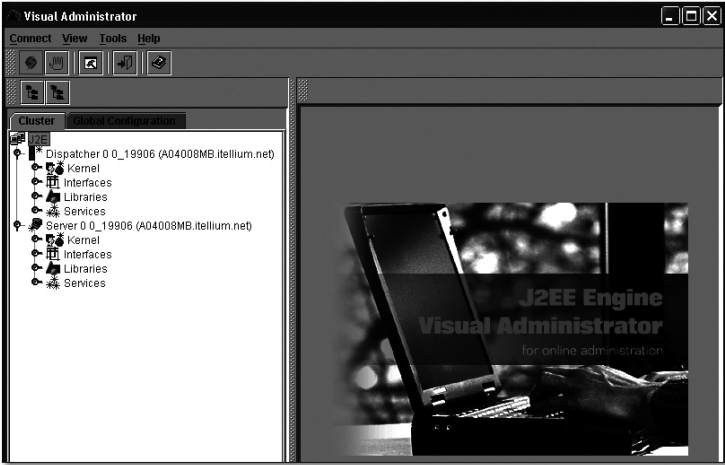 Visual Administrator
Connect View Tools Help
Cluster Global Configuration
J2E
Dispatcher 0 0_19906 (A04008MB.itellium.net)
Kernel
Interfaces
Libraries
Services
Server 0 0_19906 (A04008MB.itellium.net)
Kernel
Interfaces
Libraries
Services
J2EE Engine
Visual Administrator
for online administration